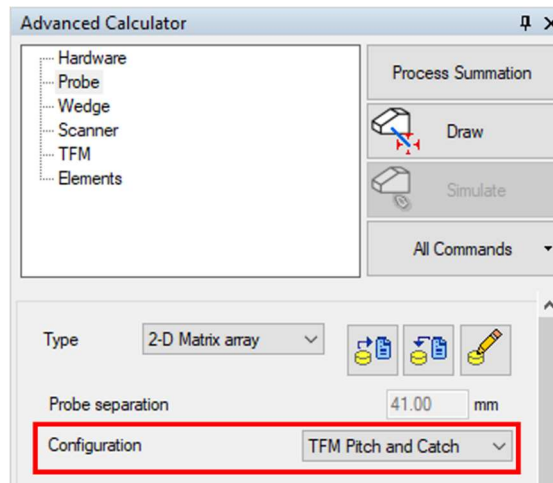 Advanced Calculator
Hardware
Probe
Wedge
Scanner
TFM
Elements
Process Summation
Draw
Simulate
All Commands
Type 2-D Matrix array
Probe separation 41.00 mm
Configuration TFM Pitch and Catch